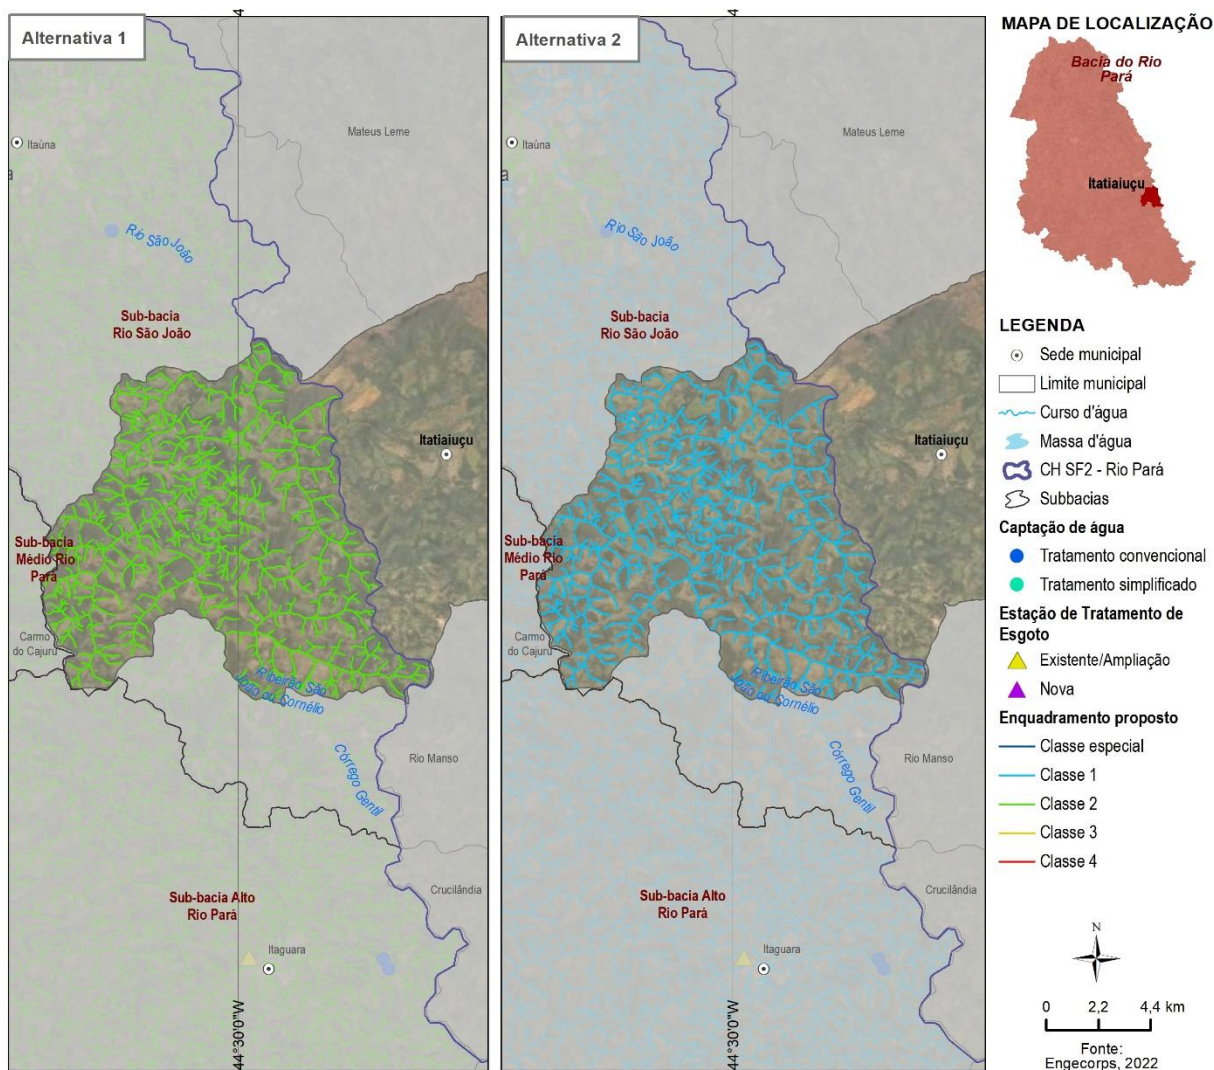 Alternativa 1
4
Mateus Leme
Itaúna
a
Rio São João
Sub-bacia
Rio São João
Itatiaiuçu
Sub-bacia
Médio Rio
Pará
Carmo
do Cajuru
Ribeirão São
João ou Sornélio
Rio Manso
Córrego Gentil
Crucilândia
Sub-bacia Alto
Rio Pará
Itaguara
44°30'0"W
Alternativa 2
4
Mateus Leme
Itaúna
a
Rio São João
Sub-bacia
Rio São João
Itatiaiuçu
Sub-bacia
Médio Rio
Pará
Carmo
do Cajuru
Ribeirão São
João ou Sornélio
Rio Manso
Córrego Gentil
Crucilândia
Sub-bacia Alto
Rio Pará
Itaguara
44°30'0"W
MAPA DE LOCALIZAÇÃO
Bacia do Rio
Pará
Itatiaiuçu
LEGENDA
Sede municipal
Limite municipal
Curso d'água
Massa d'água
CH SF2 - Rio Pará
Subbacias
Captação de água
Tratamento convencional
Tratamento simplificado
Estação de Tratamento de
Esgoto
Existente/Ampliação
Nova
Enquadramento proposto
Classe especial
Classe 1
Classe 2
Classe 3
Classe 4
N
0 2,2 4,4 km
Fonte:
Engecorps, 2022